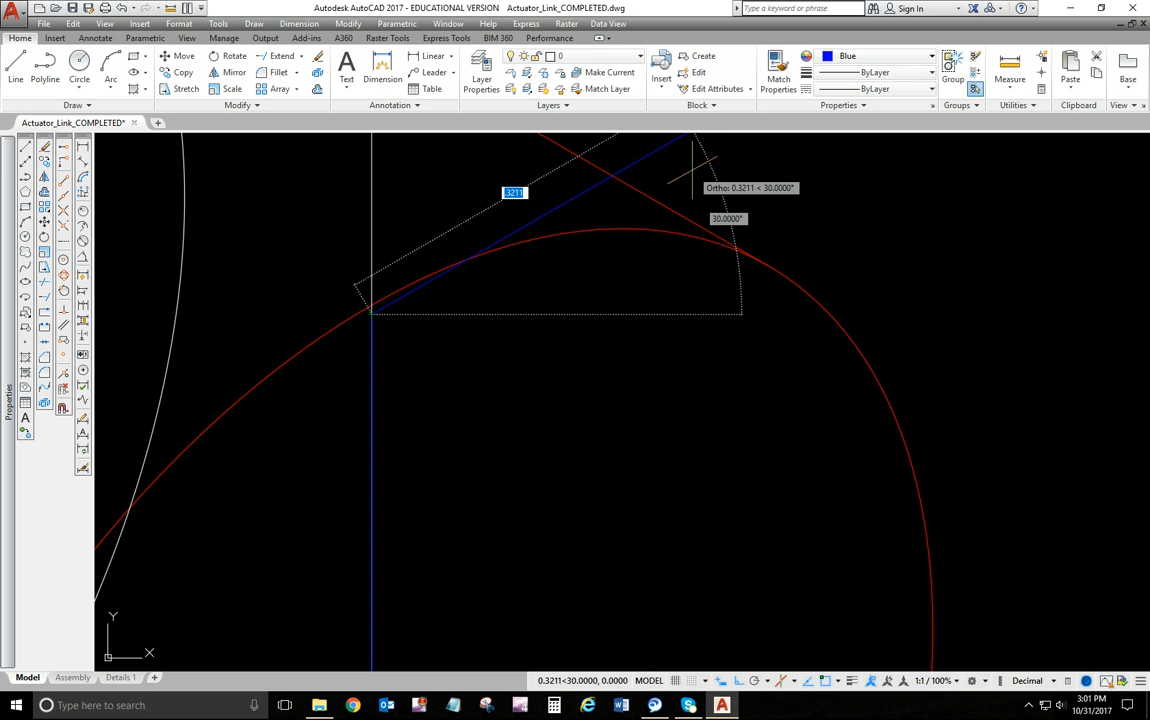 Autodesk AutoCAD 2017 - EDUCATIONAL VERSION Actuator_Link_COMPLETED.dwg
Type a keyword or phrase
Sign In
File Edit View Insert Format Tools Draw Dimension Modify Parametric Window Help Express Raster Data View
Home Insert Annotate Parametric View Manage Output Add-ins A360 Raster Tools Express Tools BIM 360 Performance
Line Polyline Circle Arc
Move Rotate Extend
Copy Mirror Fillet
Stretch Scale Array
Text Dimension
Linear
Leader
Table
Layer Properties
0
Make Current
Match Layer
Insert
Create
Edit
Edit Attributes
Match Properties
Blue
ByLayer
ByLayer
Group
Measure
Paste
Base
Draw Modify Annotation Layers Block Properties Groups Utilities Clipboard View
Actuator_Link_COMPLETED*
.3211
Ortho: 0.3211 < 30.0000°
30.0000°
Properties
Y
X
Model Assembly Details 1
0.3211<30.0000, 0.0000 MODEL 1:1 / 100% Decimal
Type here to search
3:01 PM
10/31/2017